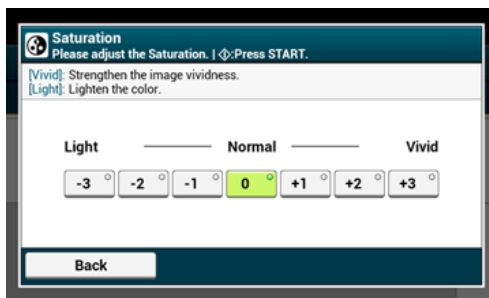 Saturation
Please adjust the Saturation. | :Press START.
[Vivid]: Strengthen the image vividness.
[Light]: Lighten the color.
Light Normal Vivid
-3 -2 -1 0 +1 +2 +3
Back